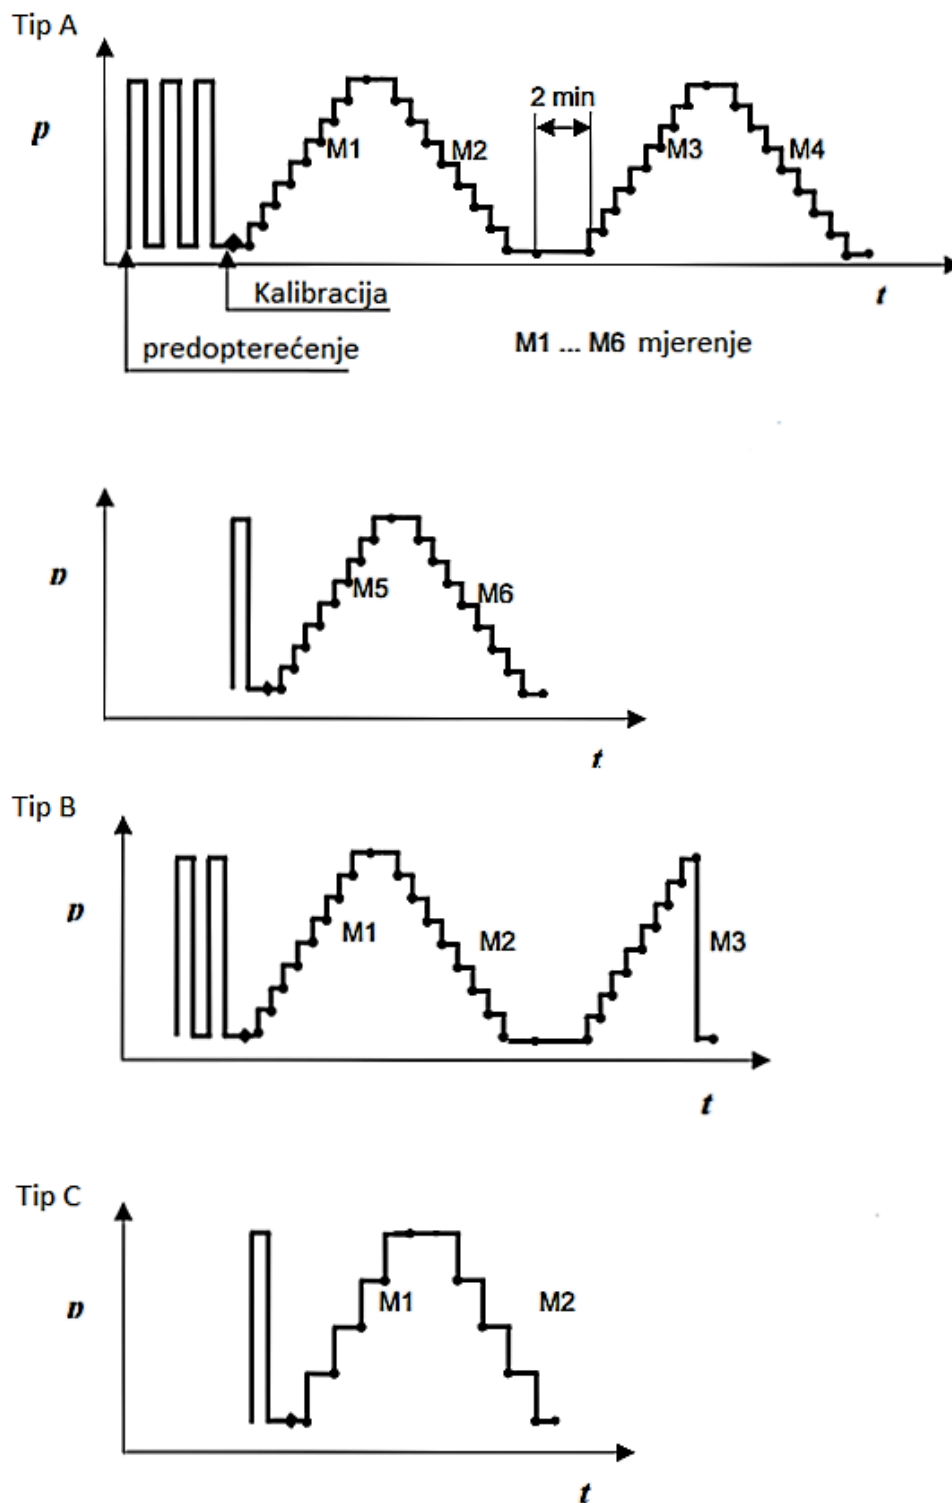 Tip A
p
M1
M2
2 min
M3
M4
Kalibracija
t
predopterećenje
M1 ... M6 mjerenje
p
M5
M6
t
Tip B
p
M1
M2
M3
t
Tip C
p
M1
M2
t